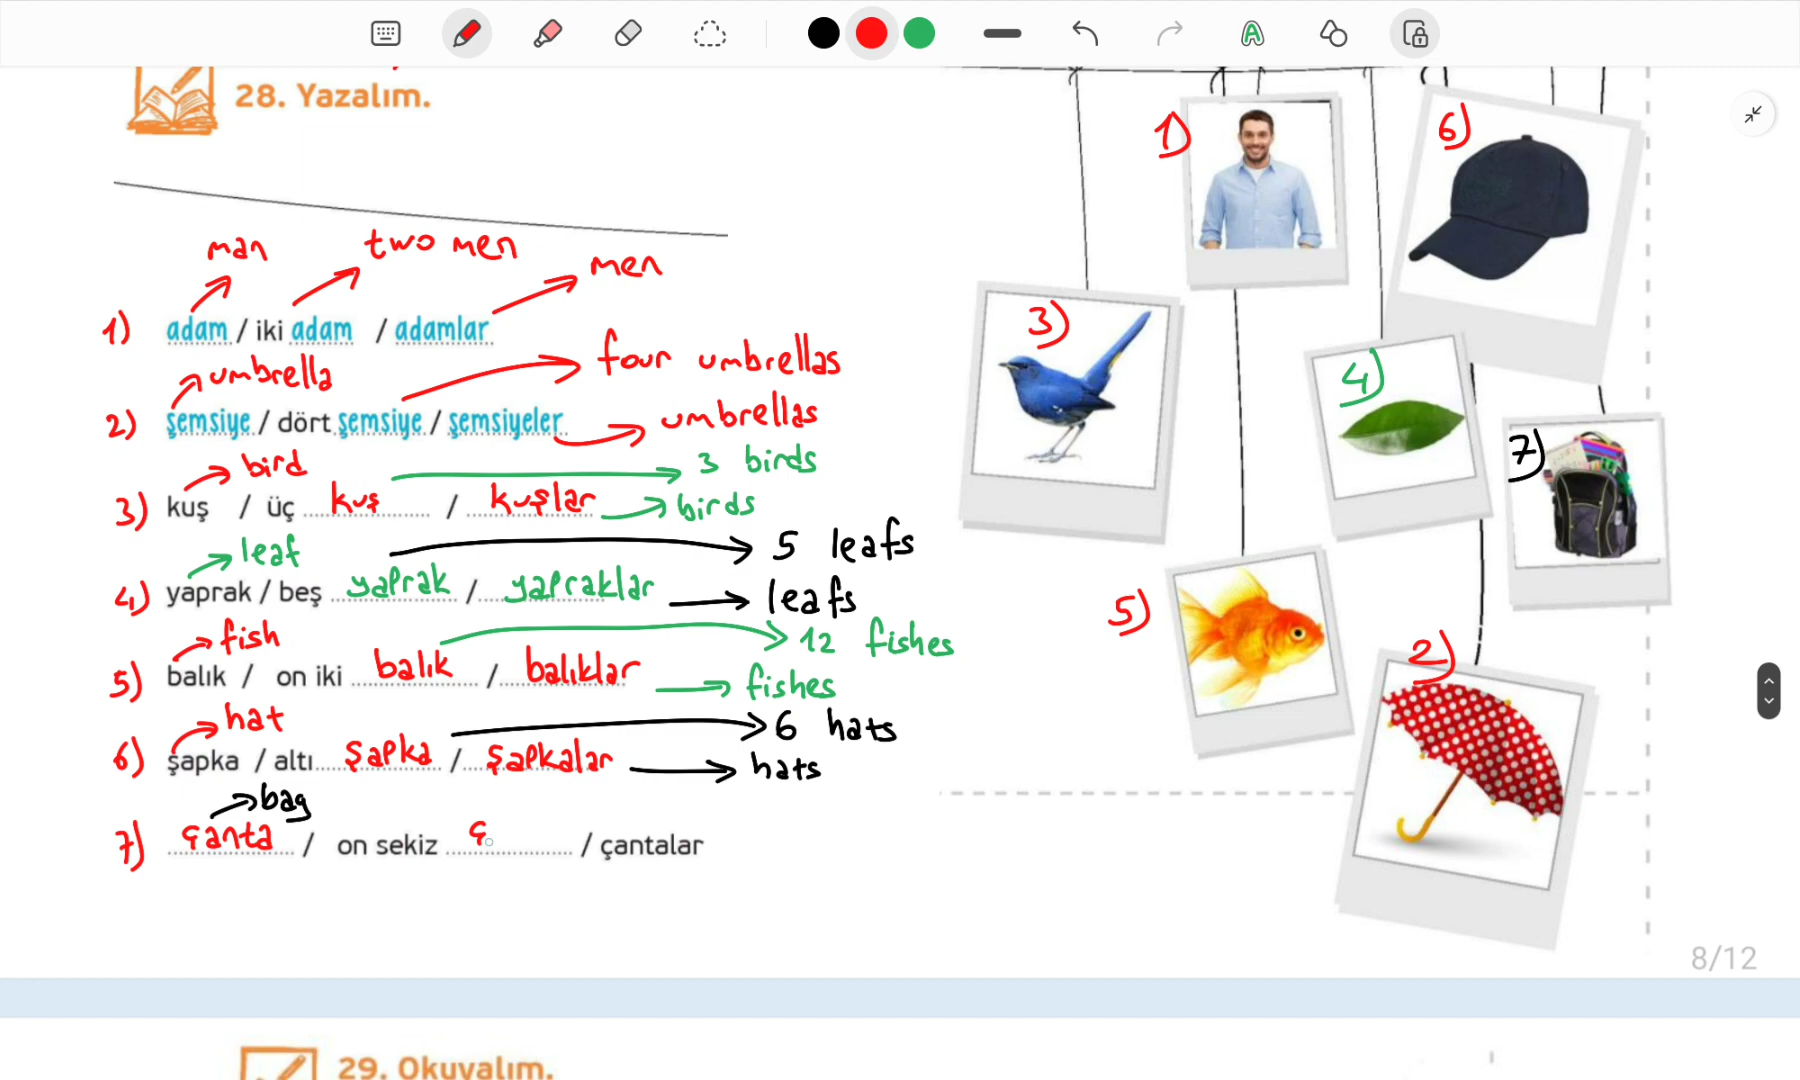 28. Yazalım.
man
two men
men
1) adam / iki adam / adamlar
umbrella
four umbrellas
2) şemsiye / dört şemsiye / şemsiyeler
umbrellas
bird
3 birds
3) kuş / üç kuş / kuşlar
birds
leaf
5 leafs
4) yaprak / beş yaprak / yapraklar
leafs
fish
12 fishes
5) balık / on iki balık / balıklar
fishes
hat
6 hats
6) şapka / altı şapka / şapkalar
hats
bag
7) çanta / on sekiz ç / çantalar
1)
6)
3)
4)
7)
5)
2)
8/12
29. Okuyalım.
A